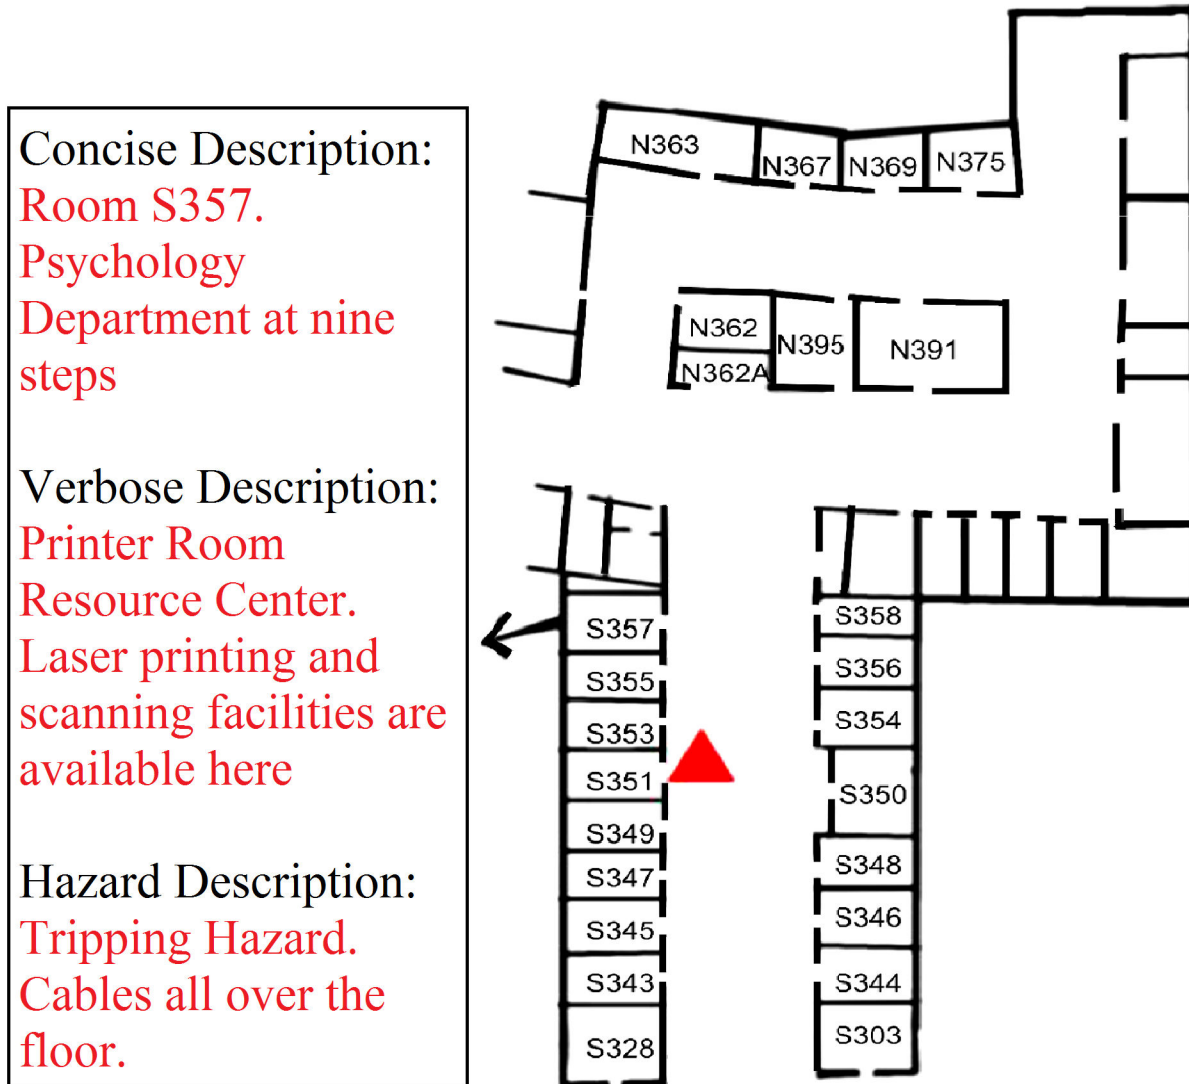 Concise Description:
Room S357.
Psychology
Department at nine
steps
Verbose Description:
Printer Room
Resource Center.
Laser printing and
scanning facilities are
available here
Hazard Description:
Tripping Hazard.
Cables all over the
floor.
N363
N367
N369
N375
N362
N362A
N395
N391
S357
S355
S353
S351
S349
S347
S345
S343
S328
S358
S356
S354
S350
S348
S346
S344
S303